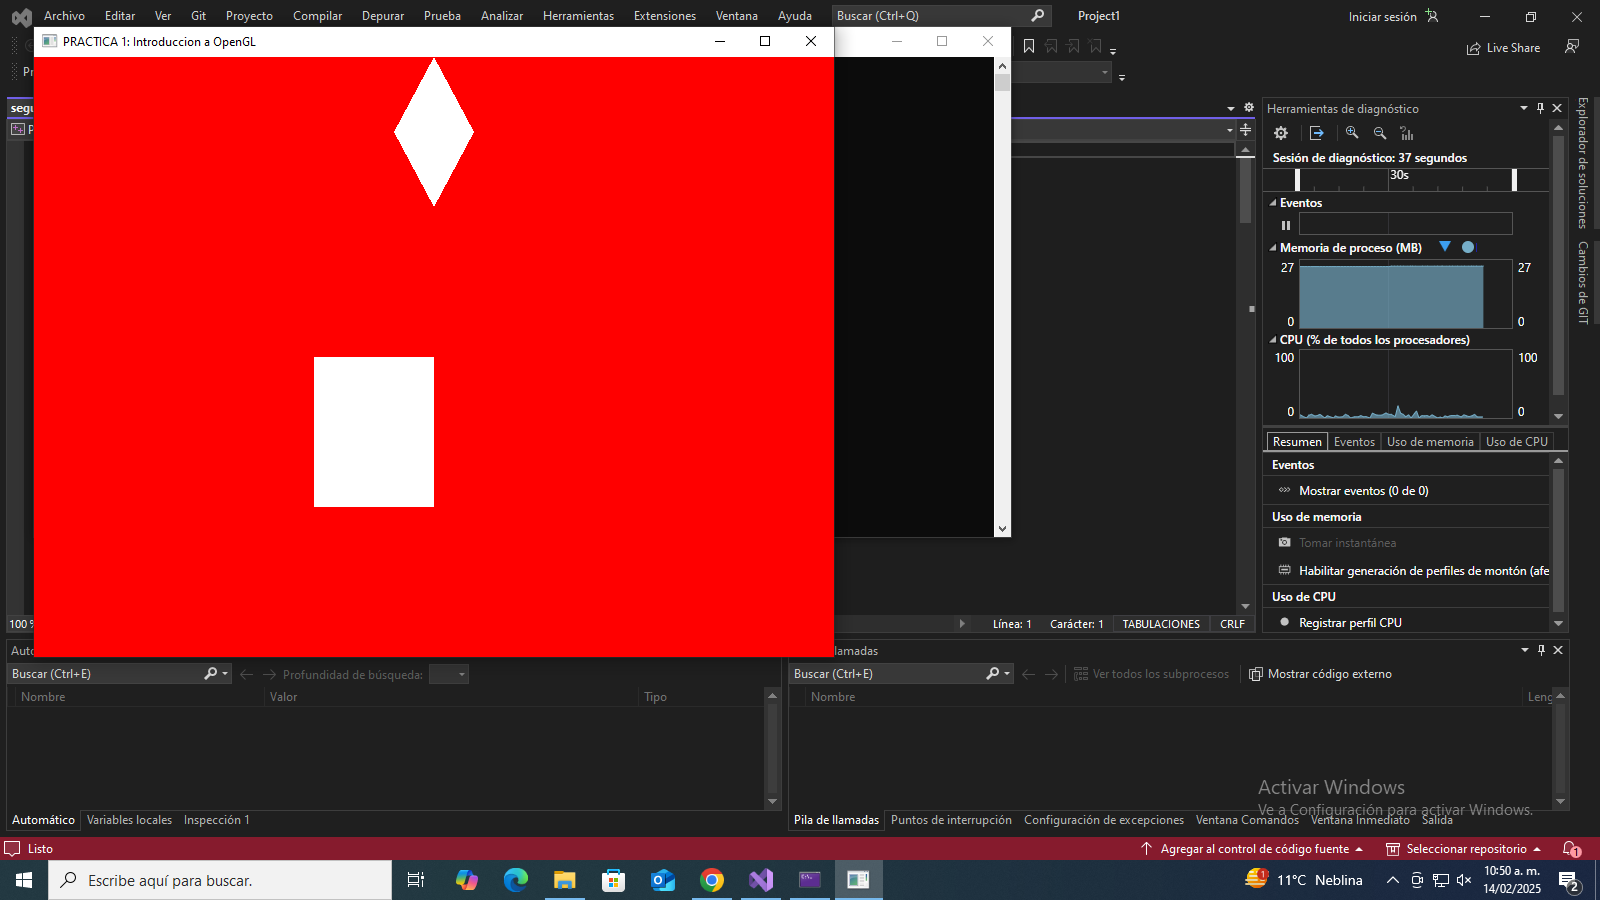 Archivo Editar Ver Git Proyecto Compilar Depurar Prueba Analizar Herramientas Extensiones Ventana Ayuda Buscar (Ctrl+Q) Project1 Iniciar sesión
PRACTICA 1: Introduccion a OpenGL
Live Share
Herramientas de diagnóstico
Sesión de diagnóstico: 37 segundos
30s
Eventos
Memoria de proceso (MB)
27 27
0 0
CPU (% de todos los procesadores)
100 100
0 0
Resumen Eventos Uso de memoria Uso de CPU
Eventos
Mostrar eventos (0 de 0)
Uso de memoria
Tomar instantánea
Habilitar generación de perfiles de montón (afe
Uso de CPU
Registrar perfil CPU
Explorador de soluciones
Cambios de GIT
100 % Línea: 1 Carácter: 1 TABULACIONES CRLF
Buscar (Ctrl+E) Profundidad de búsqueda:
Nombre Valor Tipo
Automático Variables locales Inspección 1
llamadas
Buscar (Ctrl+E) Ver todos los subprocesos Mostrar código externo
Nombre Leng
Pila de llamadas Puntos de interrupción Configuración de excepciones Ventana Comandos Ventana Inmediato Salida
Activar Windows
Ve a Configuración para activar Windows.
Listo Agregar al control de código fuente Seleccionar repositorio 1
Escribe aquí para buscar. 1 11°C Neblina 10:50 a. m.
14/02/2025 2